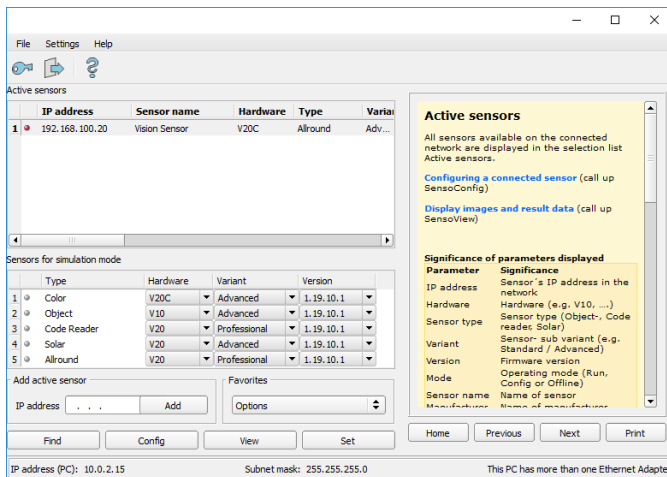 File Settings Help
Active sensors
IP address Sensor name Hardware Type
1 192.168.100.20 Vision Sensor V20C Allround Adv...
Sensors for simulation mode
Type Hardware Variant Version
1 Color V20C Advanced 1.19.10.1
2 Object V10 Advanced 1.19.10.1
3 Code Reader V20 Professional 1.19.10.1
4 Solar V20 Advanced 1.19.10.1
5 Allround V20 Professional 1.19.10.1
Add active sensor
IP address . . . Add
Favorites
Options
Find Config View Set
Active sensors
All sensors available on the connected
network are displayed in the selection list
Active sensors.
Configuring a connected sensor (call up
SensoConfig)
Display images and result data (call up
SensoView)
Significance of parameters displayed
Parameter Significance
IP address Sensor´s IP address in the
network
Hardware Hardware (e.g. V10, ....)
Sensor type Sensor type (Object-, Code
reader, Solar)
Variant Sensor- sub variant (e.g.
Standard / Advanced)
Version Firmware version
Mode Operating mode (Run,
Config or Offline)
Sensor name Name of sensor
Manufacturer Name of manufacturer
Home Previous Next Print
IP address (PC): 10.0.2.15 Subnet mask: 255.255.255.0 This PC has more than one Ethernet Adapte